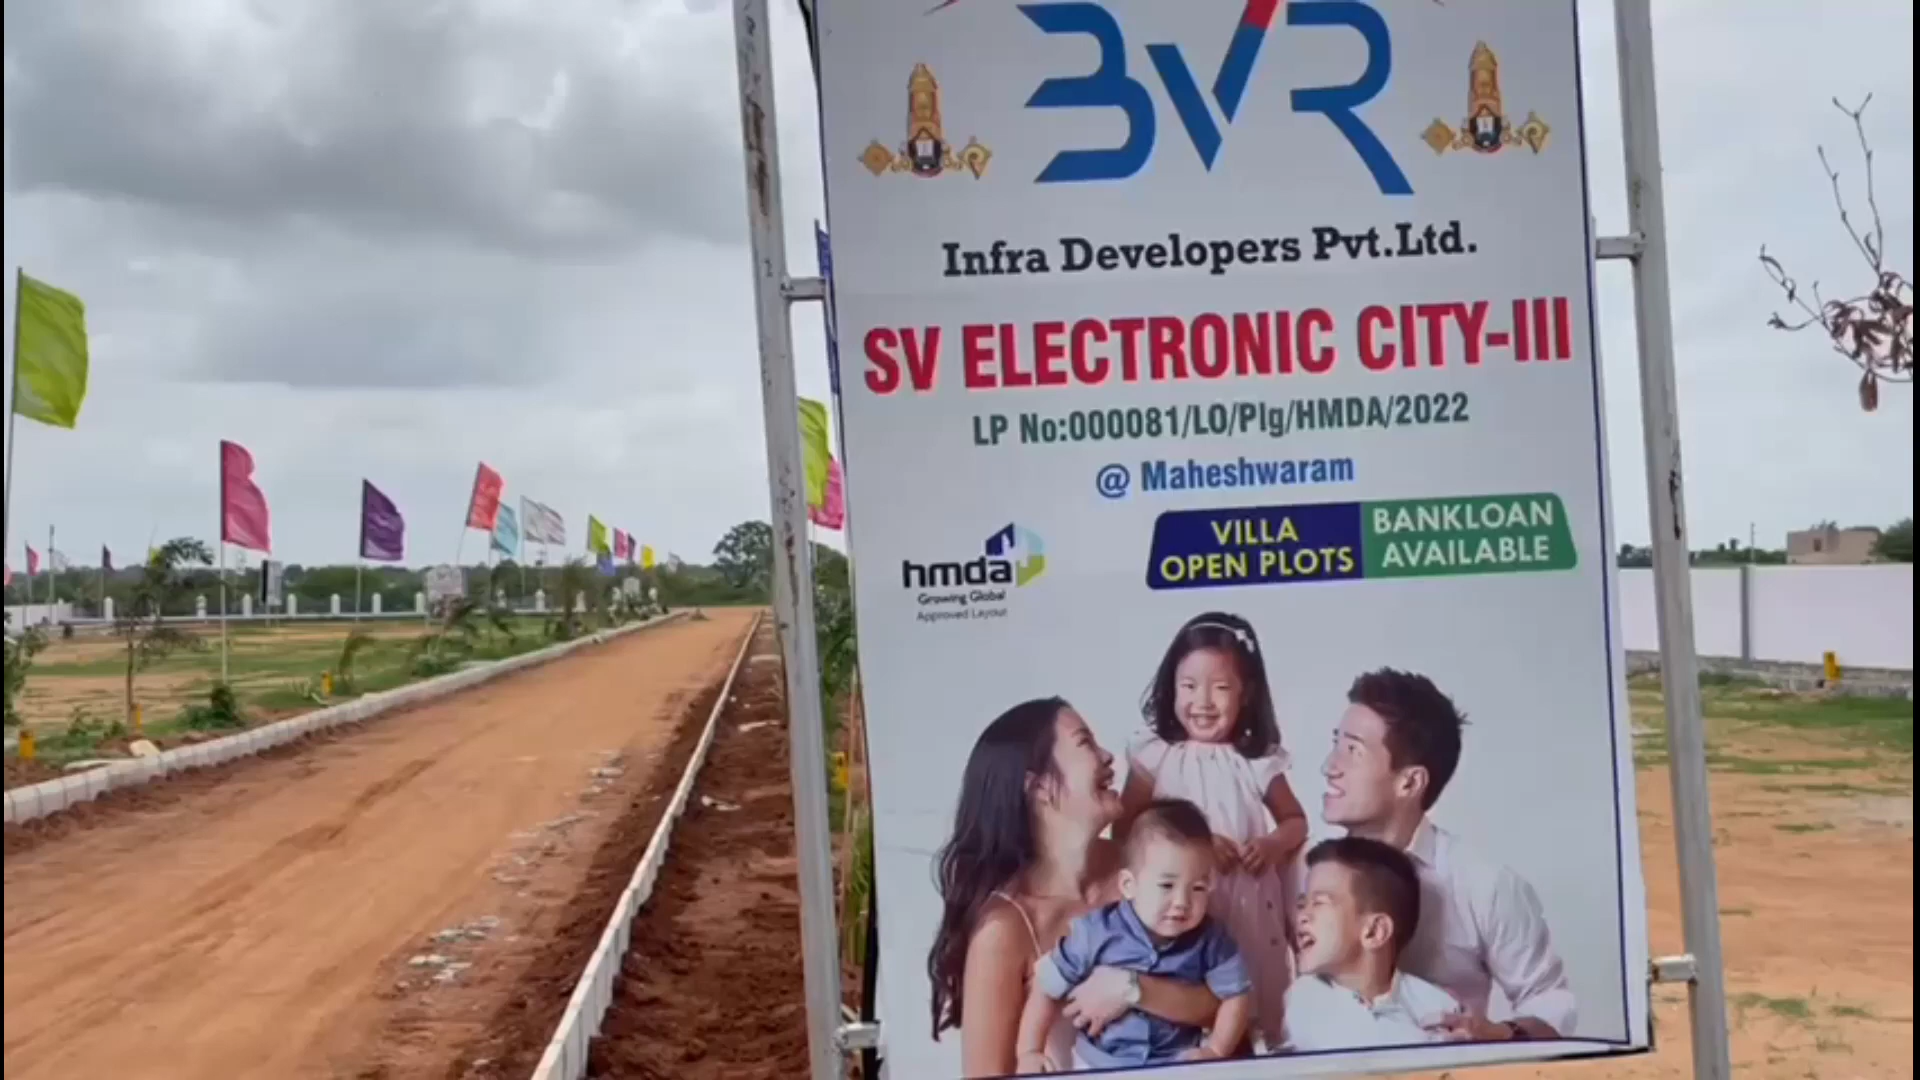 BVR
Infra Developers Pvt.Ltd.
SV ELECTRONIC CITY-III
LP No:000081/LO/Plg/HMDA/2022
@ Maheshwaram
VILLA
OPEN PLOTS
BANKLOAN
AVAILABLE
hmda
Growing Global
Approved Layout